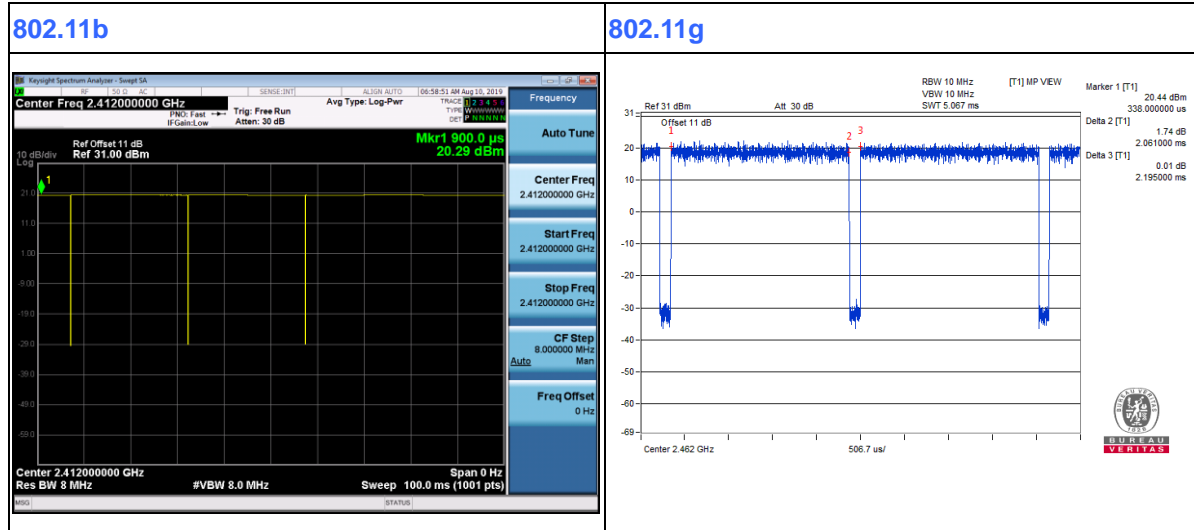 802.11b
802.11g
Keysight Spectrum Analyzer - Swept SA
RF 50 Ω AC SENSE:INT ALIGN AUTO 06:58:51 AM Aug 10, 2019
Center Freq 2.412000000 GHz
PNO: Fast
IFGain:Low
Trig: Free Run
Atten: 30 dB
Avg Type: Log-Pwr
TRACE 1 2 3 4 5 6
TYPE WWWWWW
DET P NNNNN
Frequency
Ref Offset 11 dB
10 dB/div Ref 31.00 dBm
Log
Mkr1 900.0 µs
20.29 dBm
1
21.0
11.0
1.00
-9.00
-19.0
-29.0
-39.0
-49.0
-59.0
Center 2.412000000 GHz
Span 0 Hz
Res BW 8 MHz
#VBW 8.0 MHz
Sweep 100.0 ms (1001 pts)
MSG
STATUS
Auto Tune
Center Freq
2.412000000 GHz
Start Freq
2.412000000 GHz
Stop Freq
2.412000000 GHz
CF Step
8.000000 MHz
Auto Man
Freq Offset
0 Hz
RBW 10 MHz
VBW 10 MHz
SWT 5.067 ms
[T1] MP VIEW
Ref 31 dBm
Att 30 dB
Offset 11 dB
Marker 1 [T1]
20.44 dBm
338.000000 us
Delta 2 [T1]
1.74 dB
2.061000 ms
Delta 3 [T1]
0.01 dB
2.195000 ms
1
2
3
31
20
10
0
-10
-20
-30
-40
-50
-60
-69
Center 2.462 GHz
506.7 us/
BUREAU VERITAS
1828
BUREAU
VERITAS